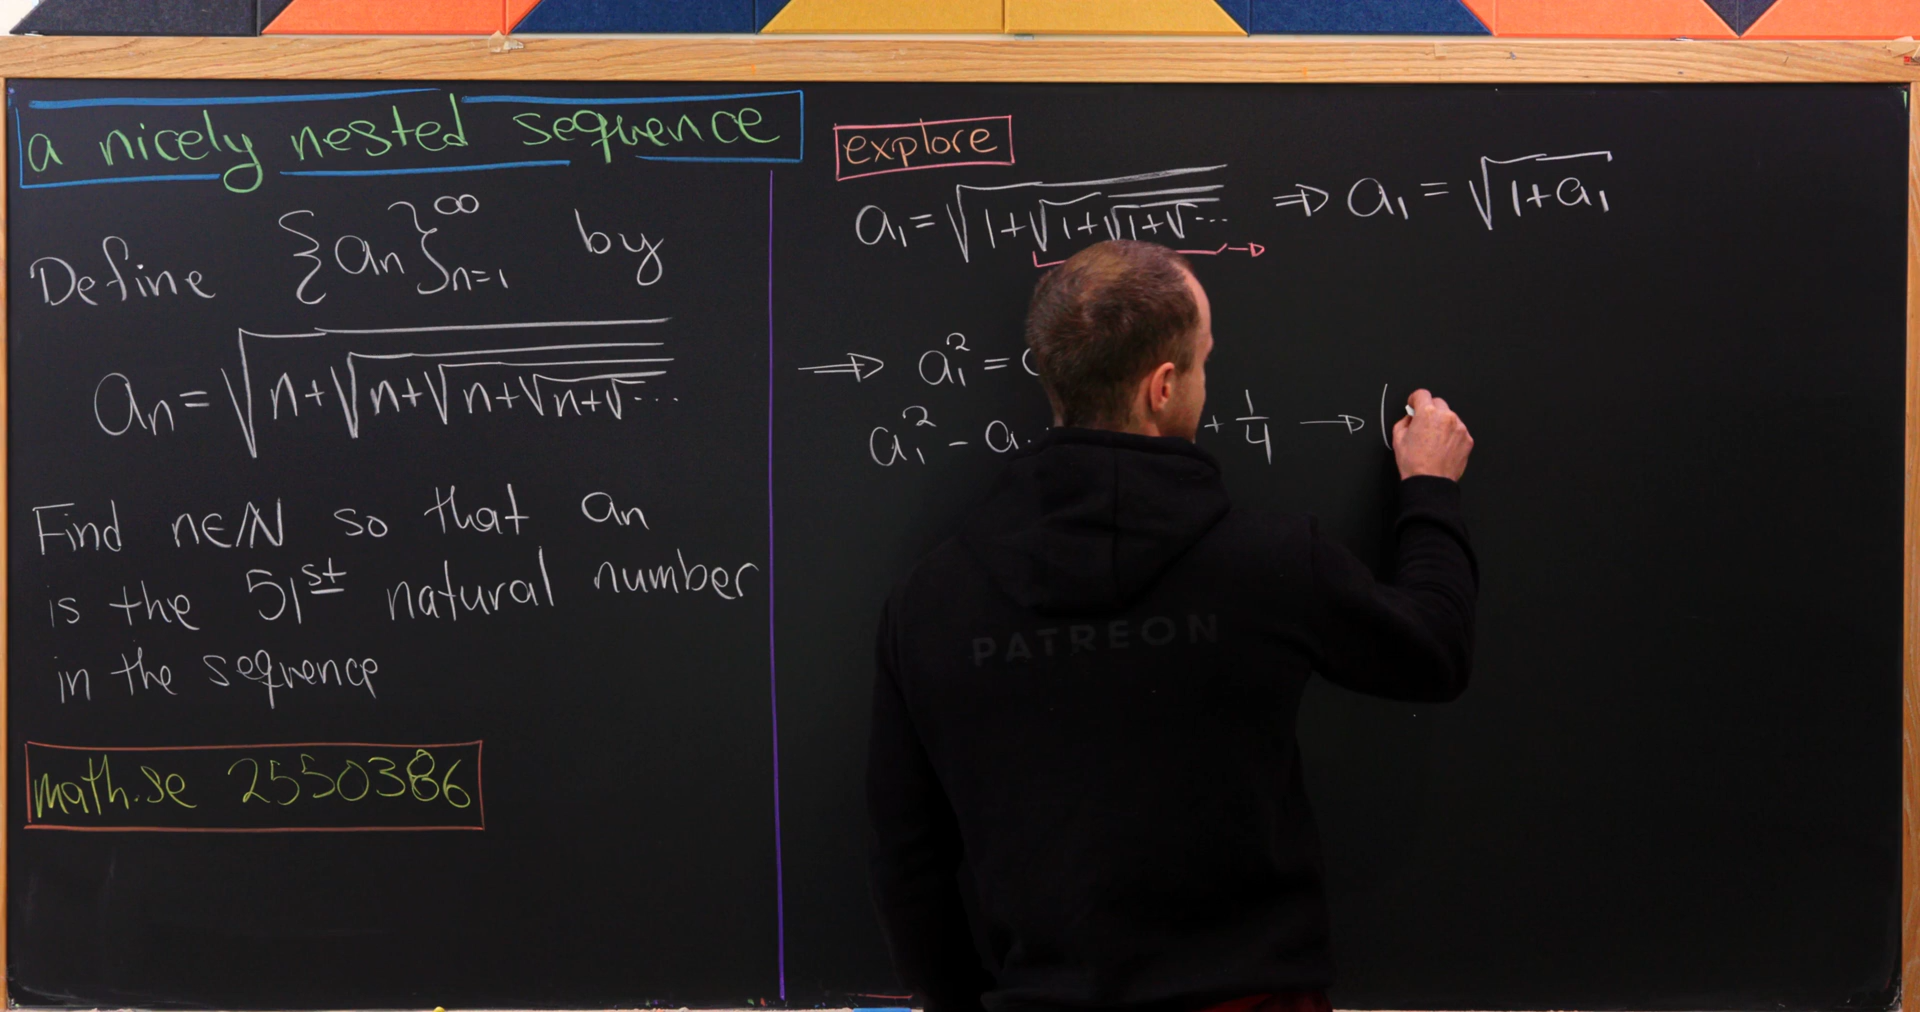 a nicely nested sequence
Define {an}∞n=1 by
an = √n+√n+√n+√n+√...
Find n∈ℕ so that an
is the 51st natural number
in the sequence
math.se 2550386
explore
a₁ = √1+√1+√1+√... ⇒ a₁ = √1+a₁
⇒ a₁² =
a₁² - a + 1/4 → (
PATREON